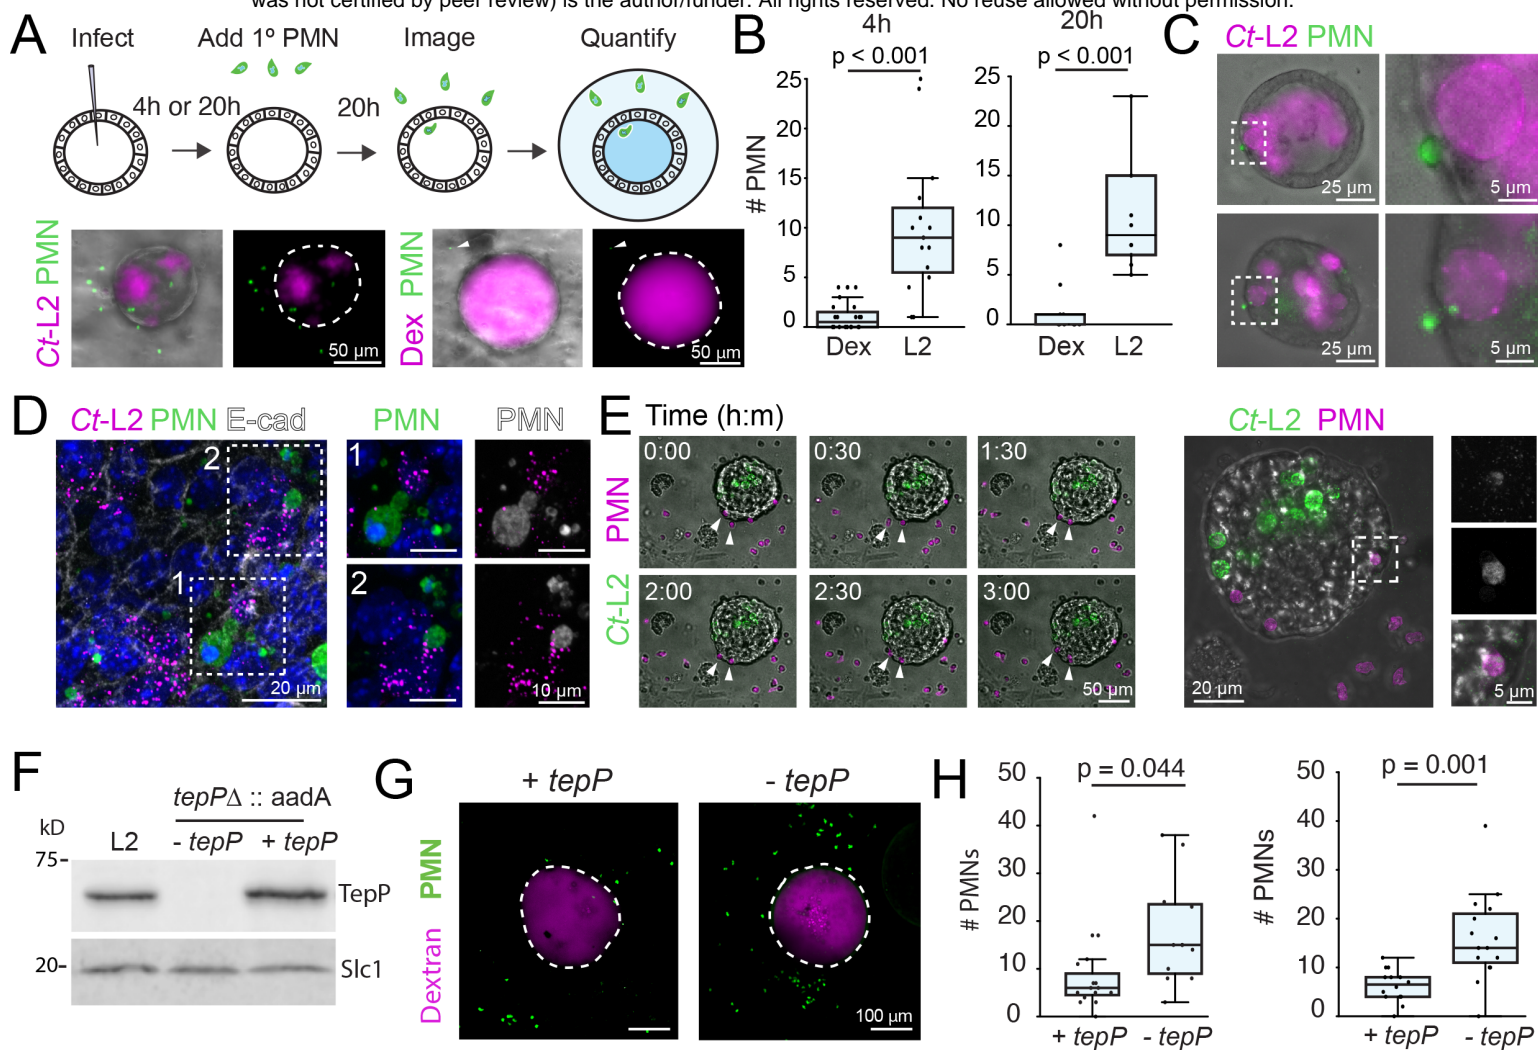 was not certified by peer review) is the author/funder. All rights reserved. No reuse allowed without permission.
A
Infect
Add 1º PMN
Image
Quantify
4h or 20h
20h
Ct-L2 PMN
50 µm
Dex PMN
50 µm
B
4h
p < 0.001
# PMN
25
20
15
10
5
0
Dex
L2
20h
p < 0.001
25
20
15
10
5
0
Dex
L2
C
Ct-L2 PMN
25 µm
5 µm
25 µm
5 µm
D
Ct-L2 PMN E-cad
2
1
20 µm
PMN
PMN
1
2
10 µm
E
Time (h:m)
PMN
Ct-L2
0:00
0:30
1:30
2:00
2:30
3:00
50 µm
Ct-L2 PMN
20 µm
5 µm
F
tepPΔ :: aadA
kD
L2
- tepP
+ tepP
75-
TepP
20-
Slc1
G
+ tepP
- tepP
Dextran PMN
100 µm
H
p = 0.044
# PMNs
50
40
30
20
10
0
+ tepP
- tepP
p = 0.001
# PMNs
50
40
30
20
10
0
+ tepP
- tepP